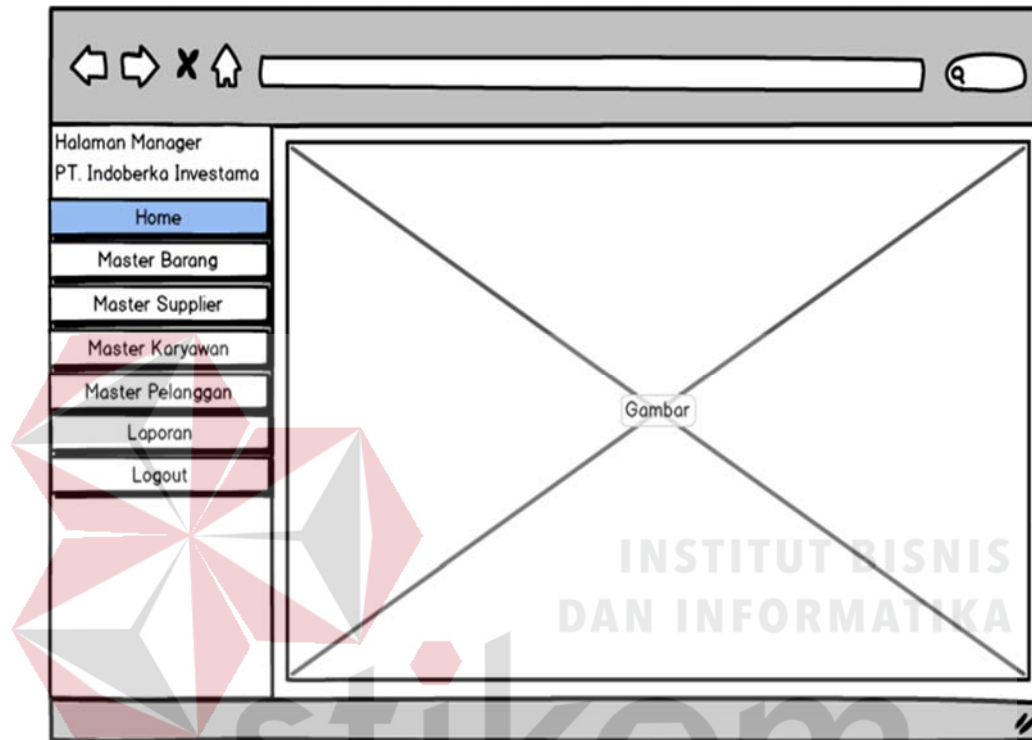 Halaman Manager
PT. Indoberka Investama
Home
Master Barang
Master Supplier
Master Karyawan
Master Pelanggan
Laporan
Logout
Gambar
INSTITUT BISNIS
DAN INFORMATIKA
stikom